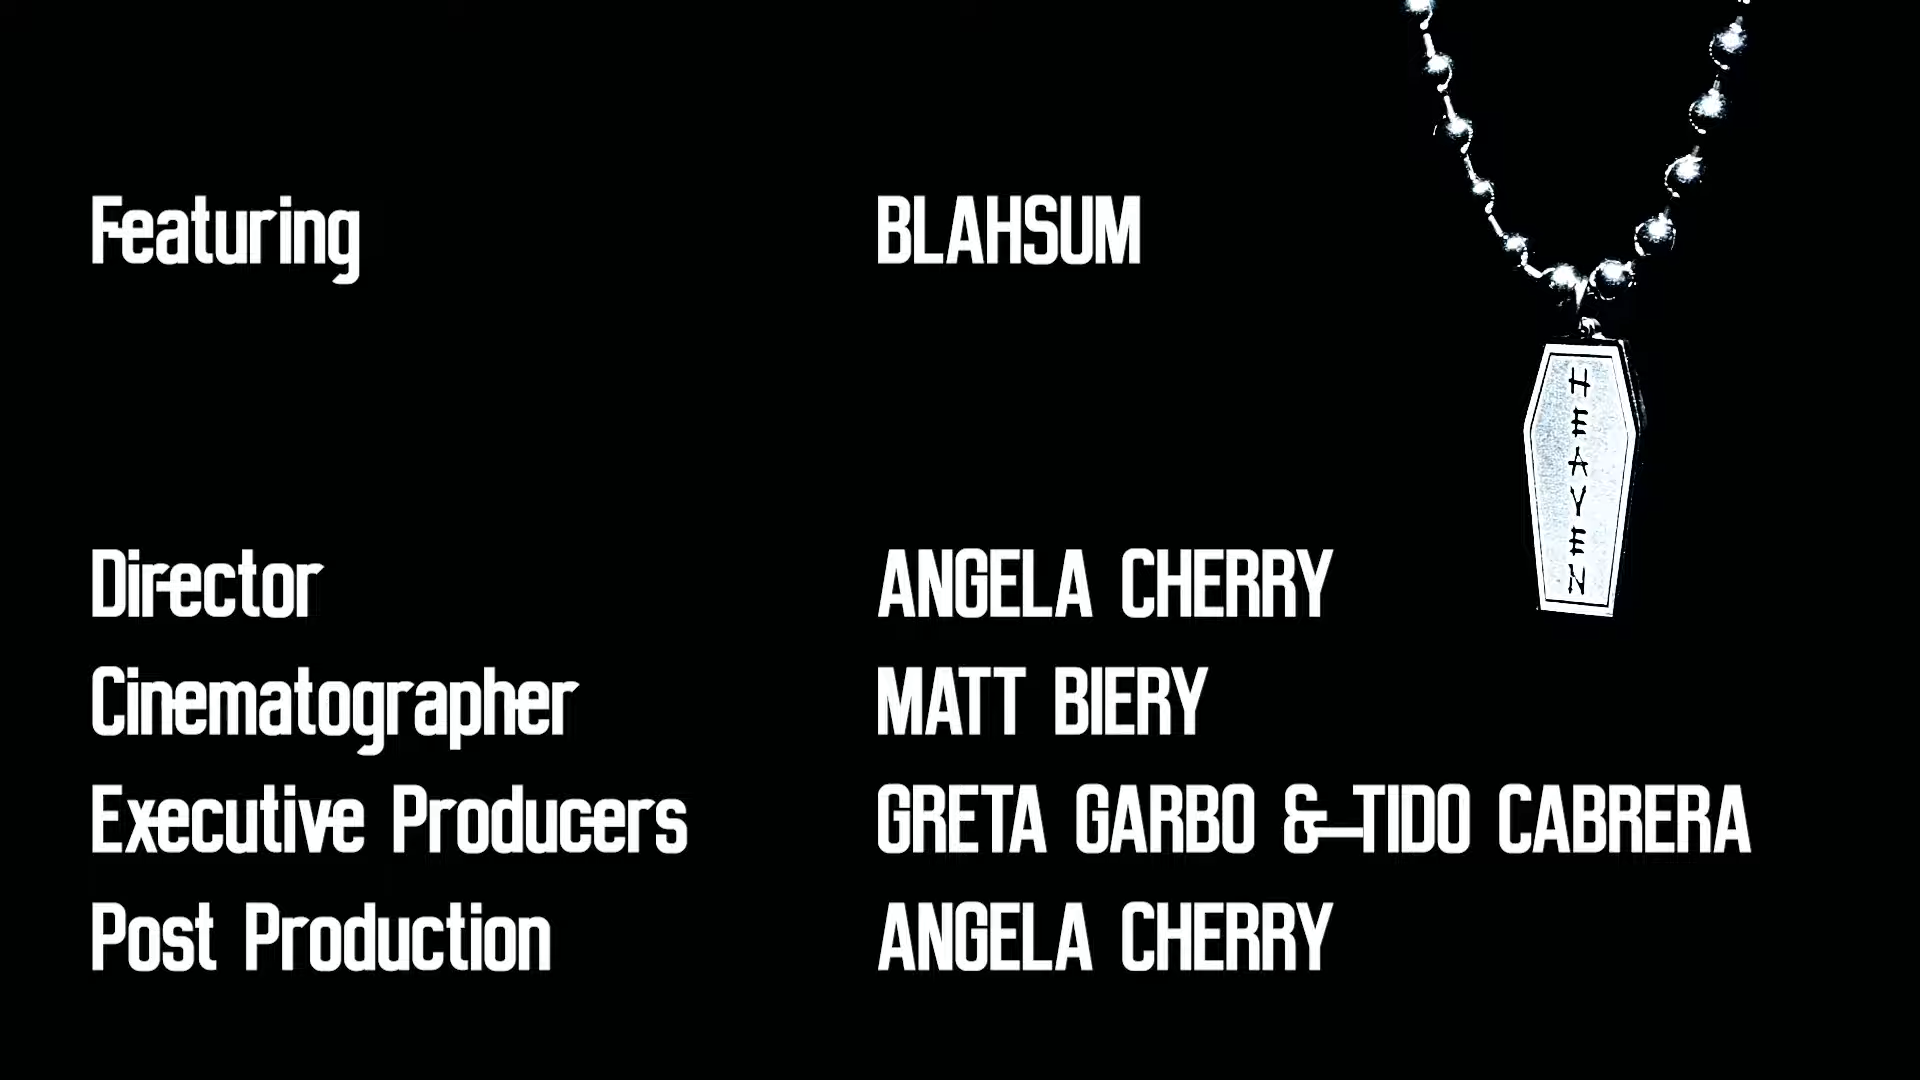 Featuring BLAHSUM
HEAVEN
Director ANGELA CHERRY
Cinematographer MATT BIERY
Executive Producers GRETA GARBO & TIDO CABRERA
Post Production ANGELA CHERRY